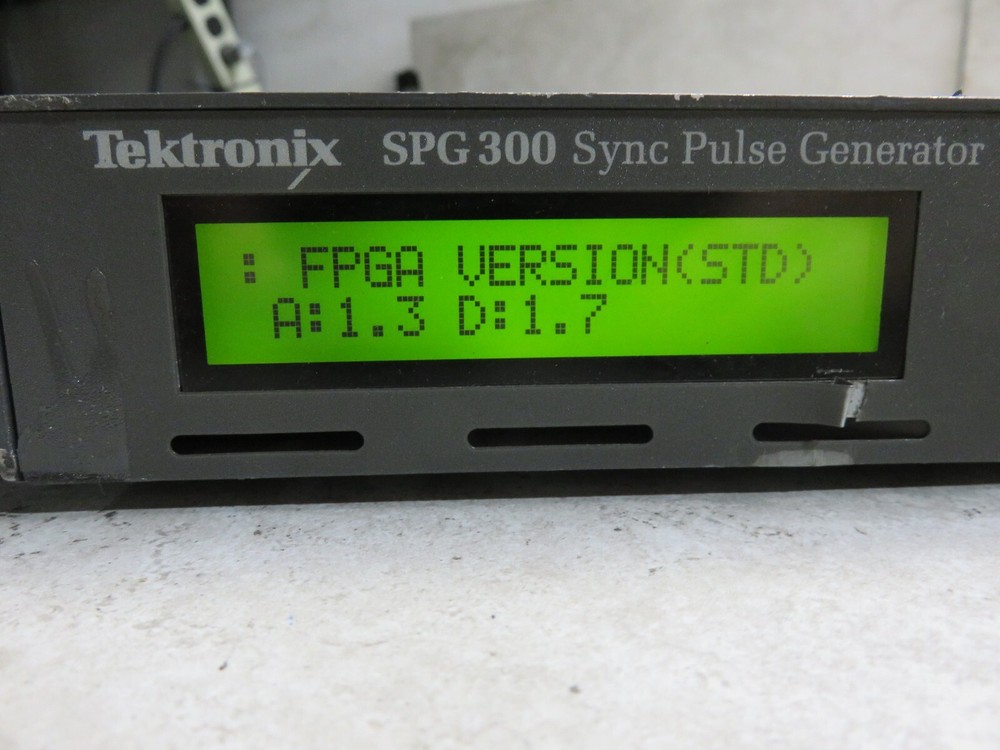 Tektronix SPG 300 Sync Pulse Generator
: FPGA VERSION(STD)
A:1.3 D:1.7